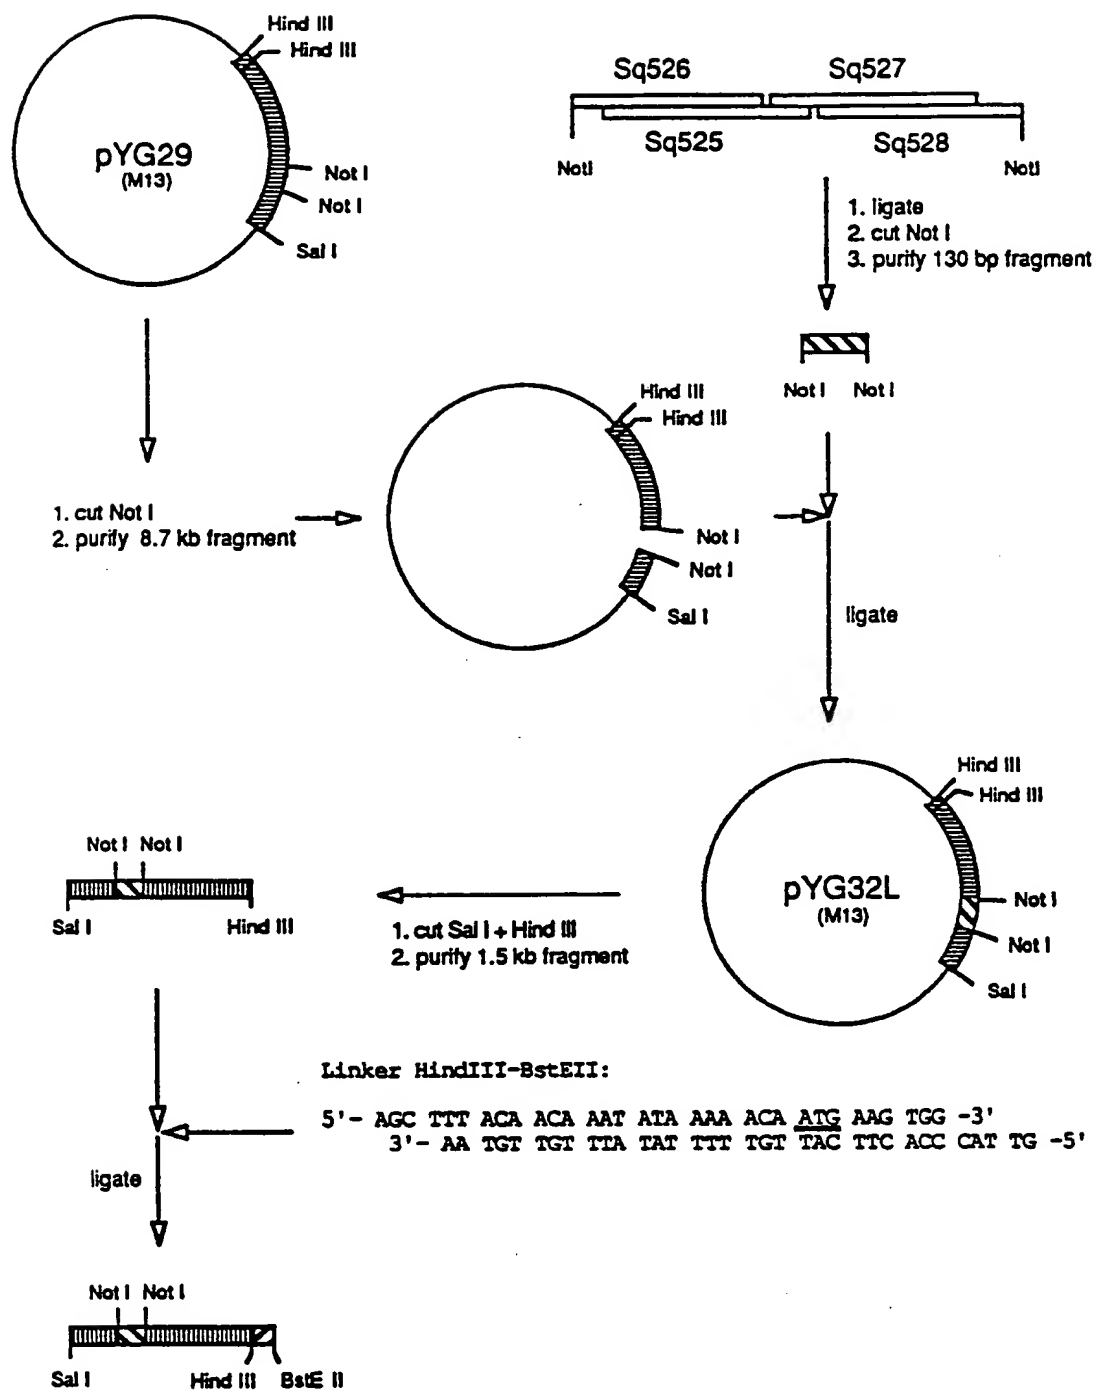 Hind III
Hind III
pYG29
(M13)
Not I
Not I
Sal I
Sq526
Sq527
Sq525
Sq528
NotI
NotI
1. ligate
2. cut Not I
3. purify 130 bp fragment
Not I
Not I
1. cut Not I
2. purify 8.7 kb fragment
Hind III
Hind III
Not I
Not I
Sal I
ligate
Hind III
Hind III
pYG32L
(M13)
Not I
Not I
Sal I
1. cut Sal I + Hind III
2. purify 1.5 kb fragment
Not I
Not I
Sal I
Hind III
Linker HindIII-BstEII:
5'- AGC TTT ACA ACA AAT ATA AAA ACA ATG AAG TGG -3'
3'- AA TGT TGT TTA TAT TTT TGT TAC TTC ACC CAT TG -5'
ligate
Not I
Not I
Sal I
Hind III
BstE II